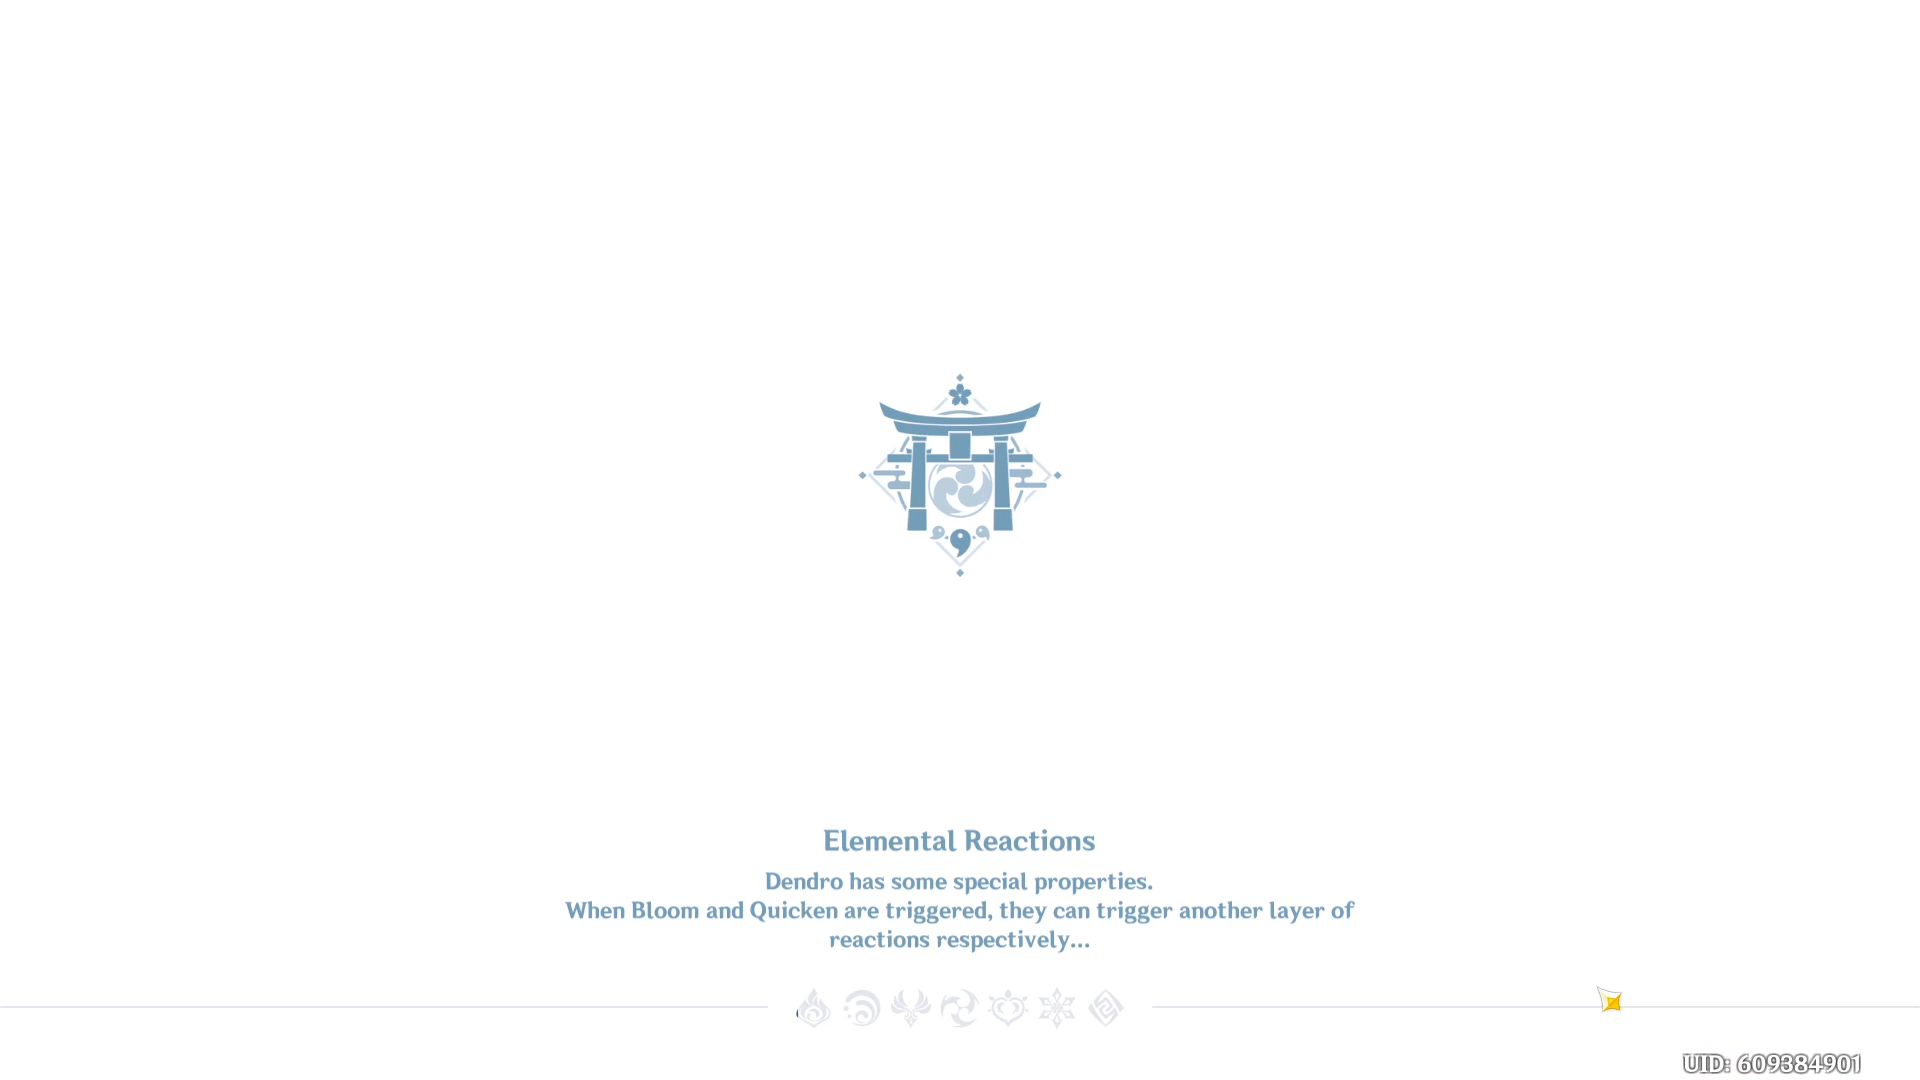 Elemental Reactions
Dendro has some special properties.
When Bloom and Quicken are triggered, they can trigger another layer of
reactions respectively...
UID: 609384901